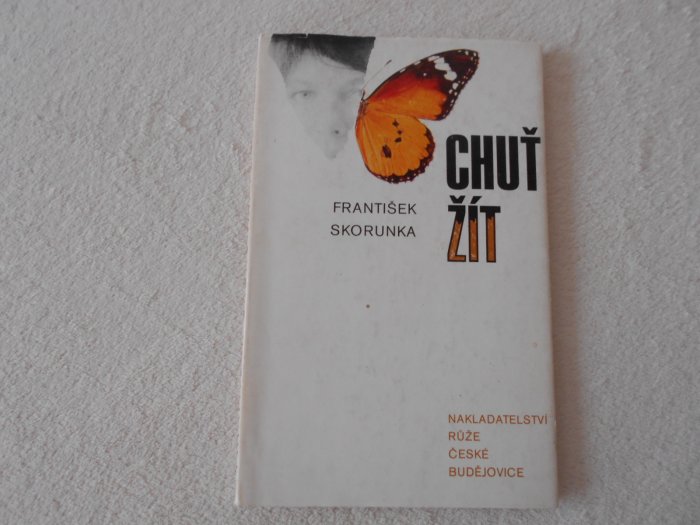 CHUŤ
ŽÍT
FRANTIŠEK
SKORUNKA
NAKLADATELSTVÍ
RŮŽE
ČESKÉ
BUDĚJOVICE